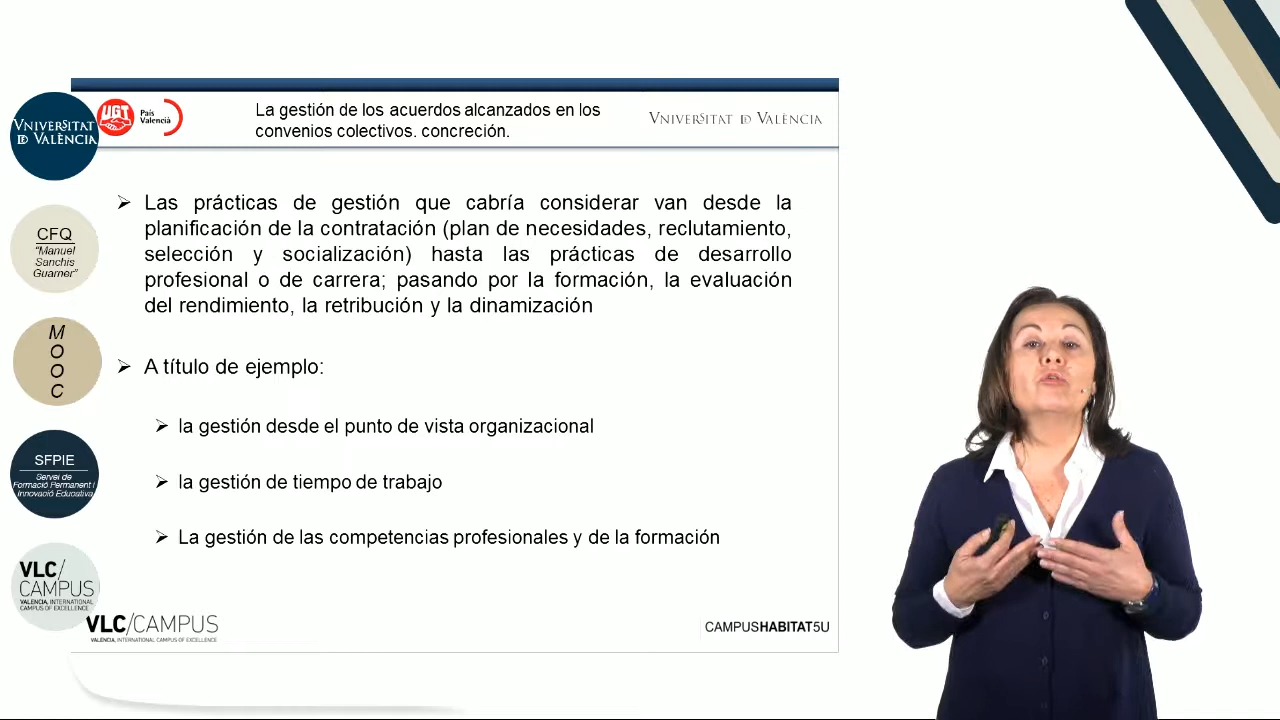 VNIVERSITAT
ID VALÈNCIA
CFQ
"Manuel
Sanchis
Guarner"
M
O
O
C
SFPIE
Servei de
Formació Permanent i
Innovació Educativa
VLC/
CAMPUS
VALENCIA, INTERNATIONAL
CAMPUS OF EXCELLENCE
UGT
País
Valencià
La gestión de los acuerdos alcanzados en los
convenios colectivos. concreción.
VNIVERSITAT ID VALÈNCIA
Las prácticas de gestión que cabría considerar van desde la
planificación de la contratación (plan de necesidades, reclutamiento,
selección y socialización) hasta las prácticas de desarrollo
profesional o de carrera; pasando por la formación, la evaluación
del rendimiento, la retribución y la dinamización
A título de ejemplo:
la gestión desde el punto de vista organizacional
la gestión de tiempo de trabajo
La gestión de las competencias profesionales y de la formación
VLC/CAMPUS
VALENCIA, INTERNATIONAL CAMPUS OF EXCELLENCE
CAMPUSHABITAT5U